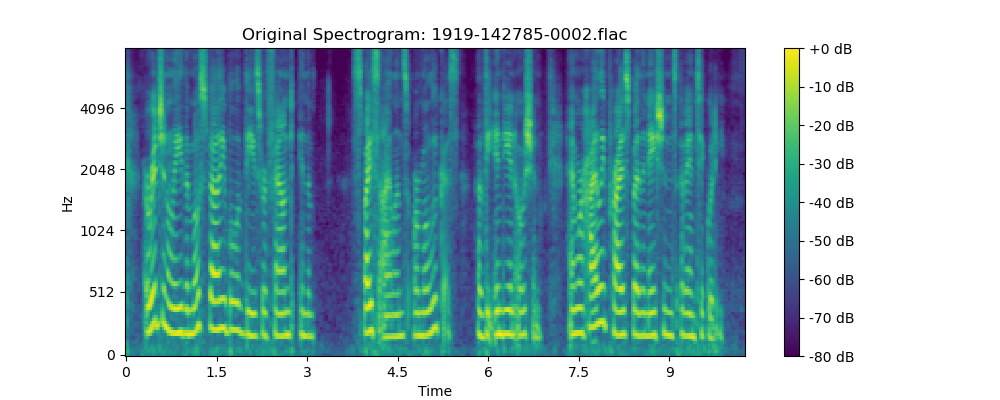 Original Spectrogram: 1919-142785-0002.flac
+0 dB
4096
-10 dB
-20 dB
2048
-30 dB
Hz
1024
-40 dB
-50 dB
512
-60 dB
-70 dB
0
-80 dB
0 1.5 3 4.5 6 7.5 9
Time